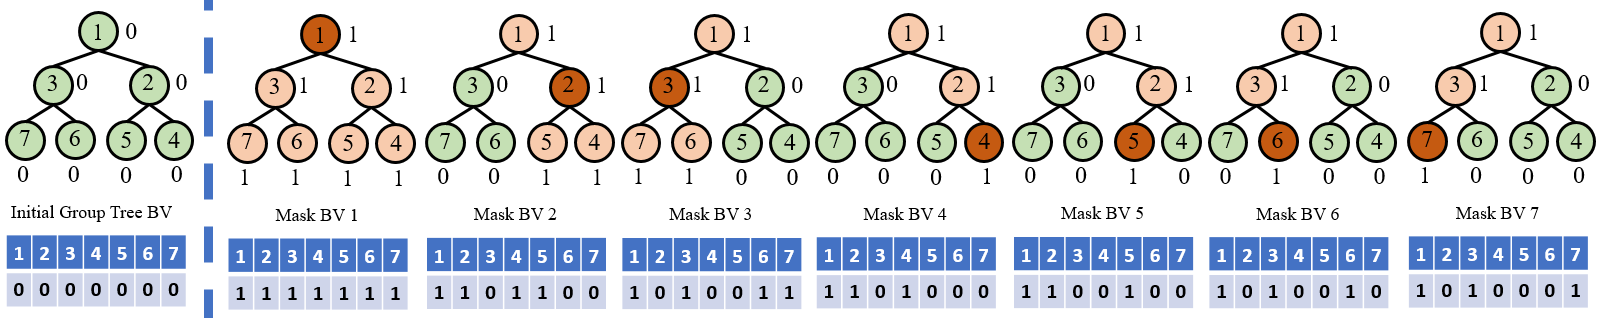 1 0
3 0 2 0
7 6 5 4
0 0 0 0
Initial Group Tree BV
1 2 3 4 5 6 7
0 0 0 0 0 0 0
1 1
3 1 2 1
7 6 5 4
1 1 1 1
Mask BV 1
1 2 3 4 5 6 7
1 1 1 1 1 1 1
1 1
3 0 2 1
7 6 5 4
0 0 1 1
Mask BV 2
1 2 3 4 5 6 7
1 1 0 1 1 0 0
1 1
3 1 2 0
7 6 5 4
1 1 0 0
Mask BV 3
1 2 3 4 5 6 7
1 0 1 0 0 1 1
1 1
3 0 2 1
7 6 5 4
0 0 0 1
Mask BV 4
1 2 3 4 5 6 7
1 1 0 1 0 0 0
1 1
3 0 2 1
7 6 5 4
0 0 1 0
Mask BV 5
1 2 3 4 5 6 7
1 1 0 0 1 0 0
1 1
3 1 2 0
7 6 5 4
0 1 0 0
Mask BV 6
1 2 3 4 5 6 7
1 0 1 0 0 1 0
1 1
3 1 2 0
7 6 5 4
1 0 0 0
Mask BV 7
1 2 3 4 5 6 7
1 0 1 0 0 0 1